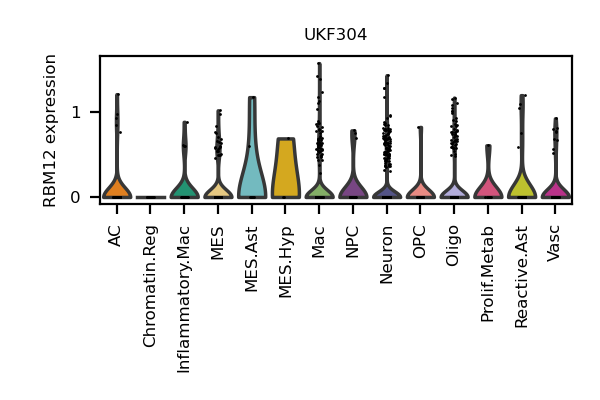 UKF304
RBM12 expression
1
0
AC
Chromatin.Reg
Inflammatory.Mac
MES
MES.Ast
MES.Hyp
Mac
NPC
Neuron
OPC
Oligo
Prolif.Metab
Reactive.Ast
Vasc